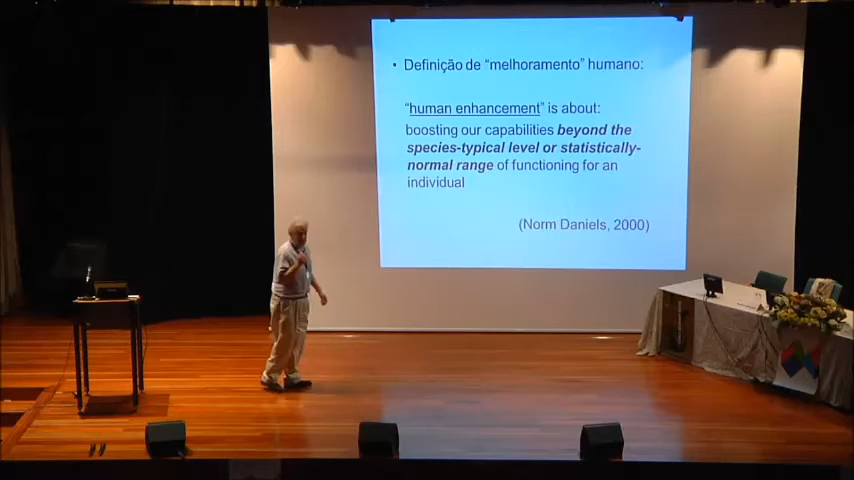 • Definição de "melhoramento" humano:
"human enhancement" is about:
boosting our capabilities beyond the
species-typical level or statistically-
normal range of functioning for an
individual
(Norm Daniels, 2000)